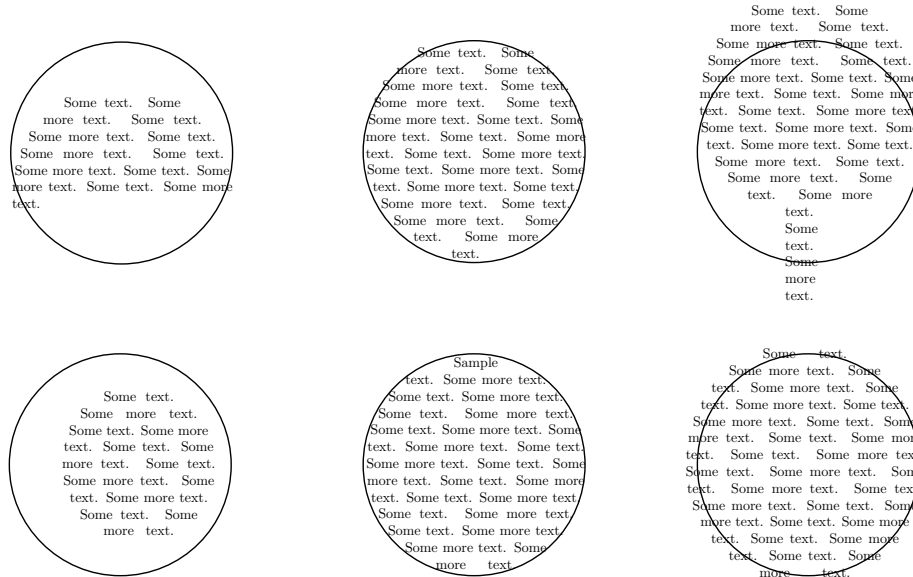 Some text. Some
more text. Some text.
Some more text. Some text.
Some more text. Some text.
Some more text. Some text. Some
more text. Some text. Some more
text.
Some text. Some
more text. Some text.
Some more text. Some text.
Some more text. Some text.
Some more text. Some text. Some
more text. Some text. Some more
text. Some text. Some more text.
Some text. Some more text. Some
text. Some more text. Some text.
Some more text. Some text.
Some more text. Some
text. Some more
text.
Some text. Some
more text. Some text.
Some more text. Some text.
Some more text. Some text.
Some more text. Some text. Some
more text. Some text. Some mor
text. Some text. Some more tex
Some text. Some more text. Some
text. Some more text. Some text.
Some more text. Some text.
Some more text. Some
text. Some more
text.
Some
text.
Some
more
text.
Some text.
Some more text.
Some text. Some more
text. Some text. Some
more text. Some text.
Some more text. Some
text. Some more text.
Some text. Some
more text.
Sample
text. Some more text.
Some text. Some more text.
Some text. Some more text.
Some text. Some more text. Some
text. Some more text. Some text.
Some more text. Some text. Some
more text. Some text. Some more
text. Some text. Some more text.
Some text. Some more text.
Some text. Some more text.
Some more text. Some
more text.
Some text.
Some more text. Some
text. Some more text. Some
text. Some more text. Some text.
Some more text. Some text. Some
more text. Some text. Some mor
text. Some text. Some more tex
Some text. Some more text. Som
text. Some more text. Some tex
Some more text. Some text. Som
more text. Some text. Some more
text. Some text. Some more
text. Some text. Some
more text.